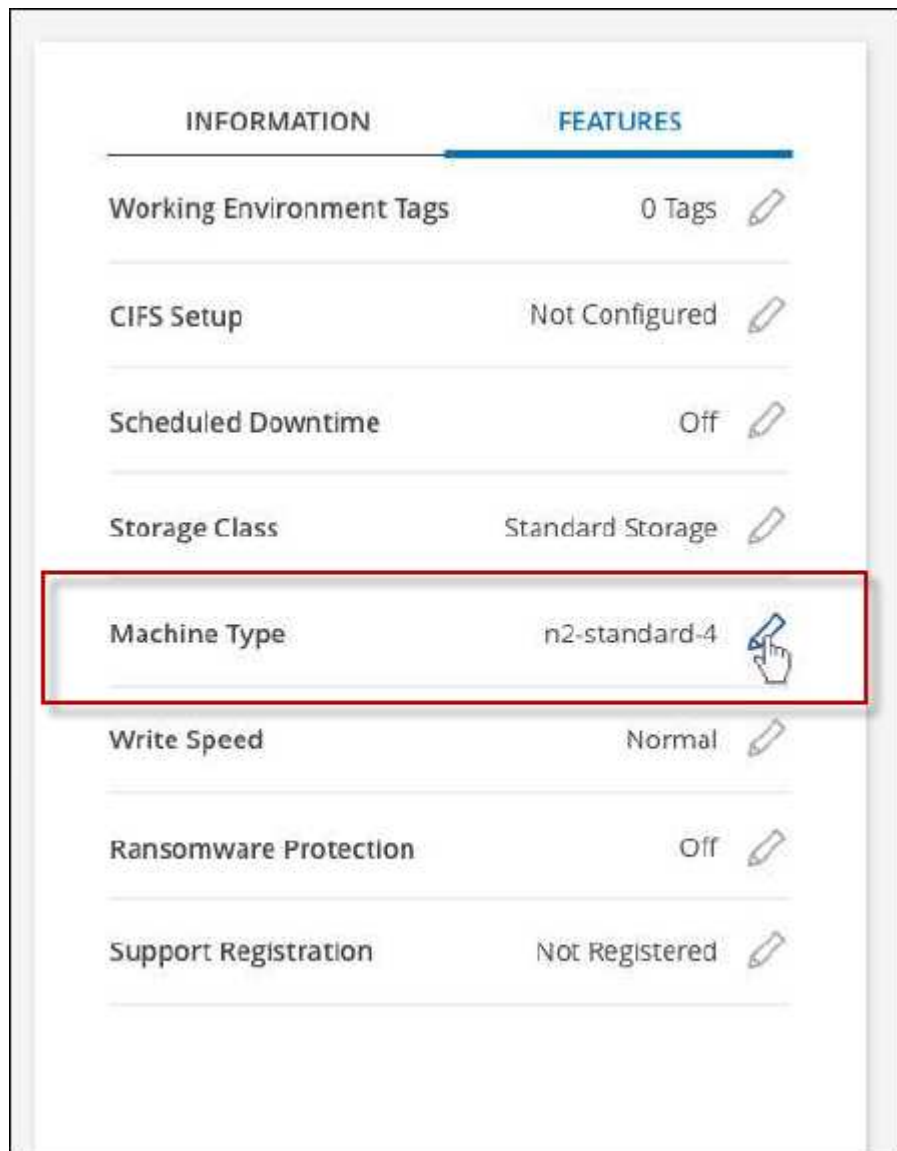 INFORMATION FEATURES
Working Environment Tags 0 Tags
CIFS Setup Not Configured
Scheduled Downtime Off
Storage Class Standard Storage
Machine Type n2-standard-4
Write Speed Normal
Ransomware Protection Off
Support Registration Not Registered